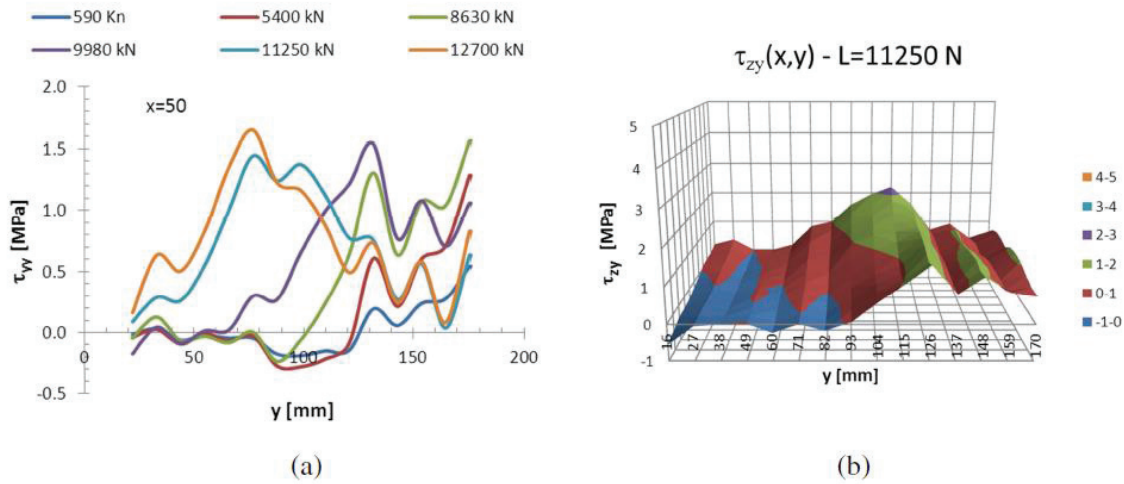 590 Kn 5400 kN 8630 kN
9980 kN 11250 kN 12700 kN
x=50
2.0
1.5
1.0
0.5
0.0
-0.5
0 50 100 150 200
τyy [MPa]
y [mm]
(a)
τzy(x,y) - L=11250 N
5
4
3
2
1
0
-1
τzy [MPa]
16 27 38 49 60 71 82 93 104 115 126 137 148 159 170
y [mm]
4-5
3-4
2-3
1-2
0-1
-1-0
(b)